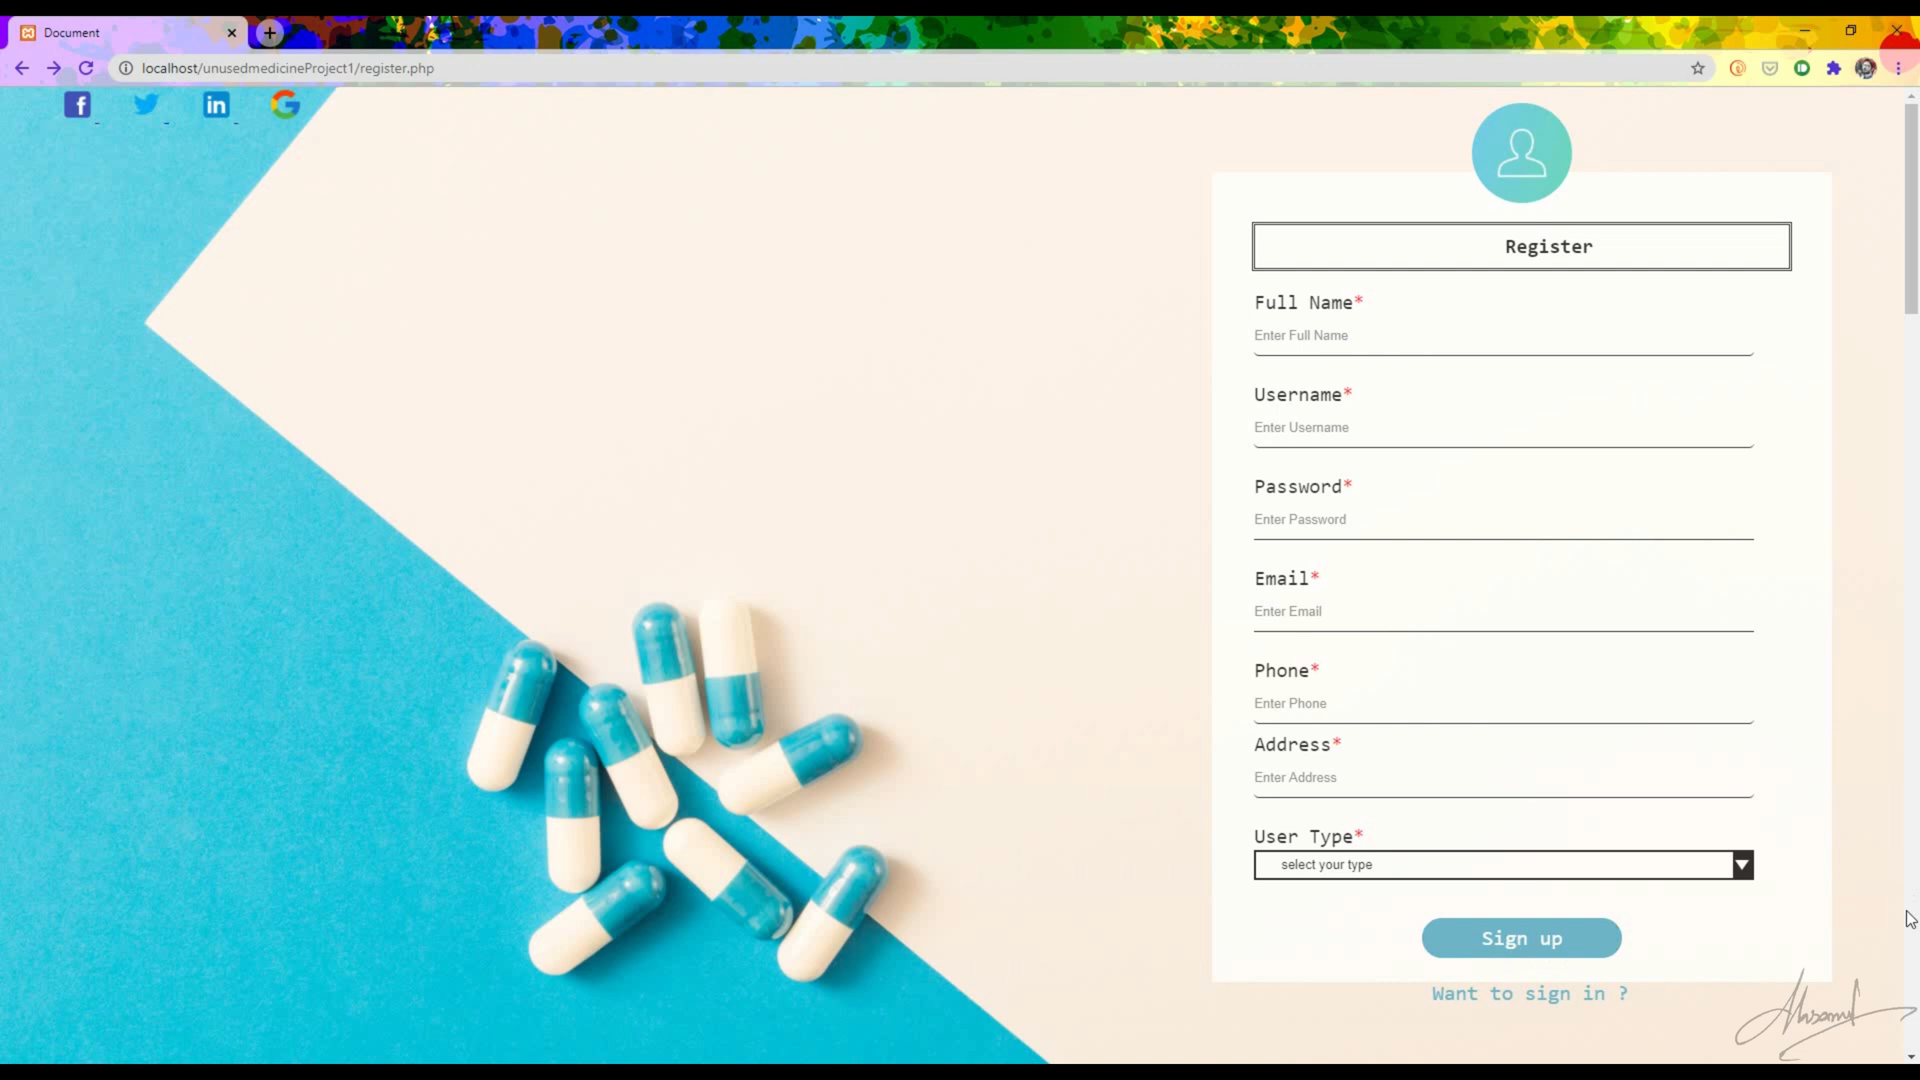 Document
localhost/unusedmedicineProject1/register.php
Register
Full Name*
Enter Full Name
Username*
Enter Username
Password*
Enter Password
Email*
Enter Email
Phone*
Enter Phone
Address*
Enter Address
User Type*
select your type
Sign up
Want to sign in ?